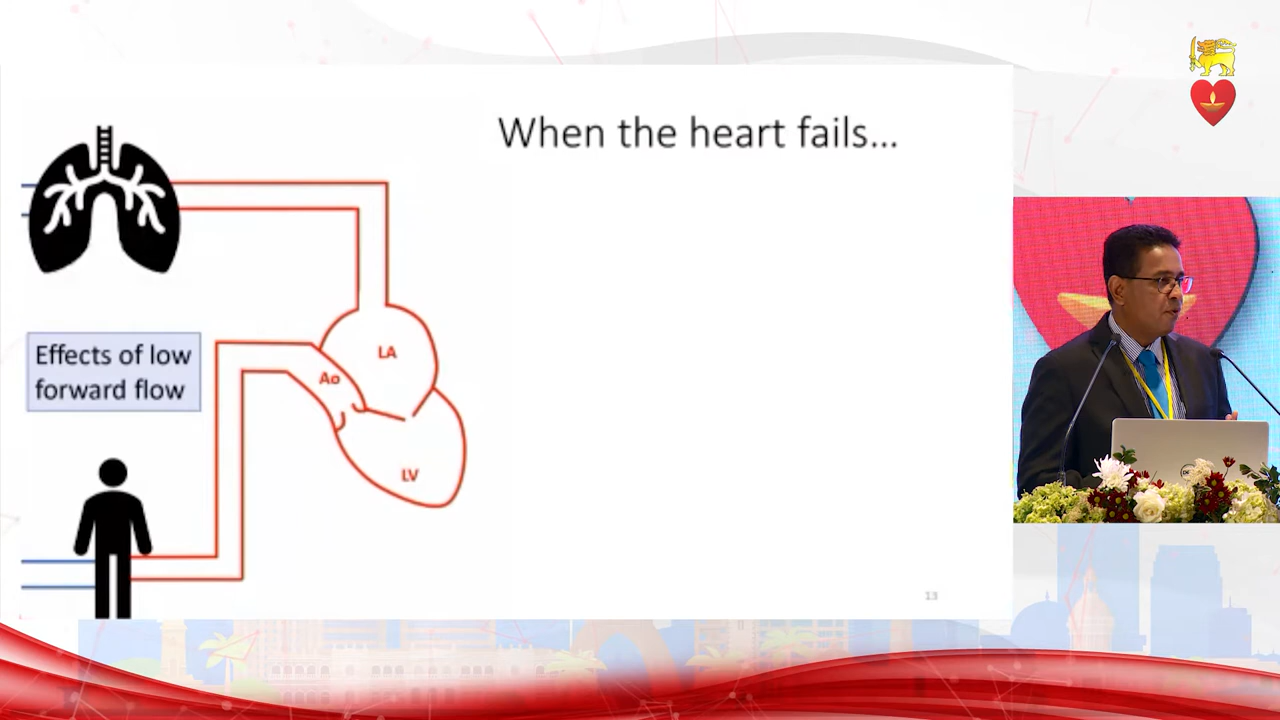 When the heart fails...
LA
Effects of low
forward flow
Ao
LV
13